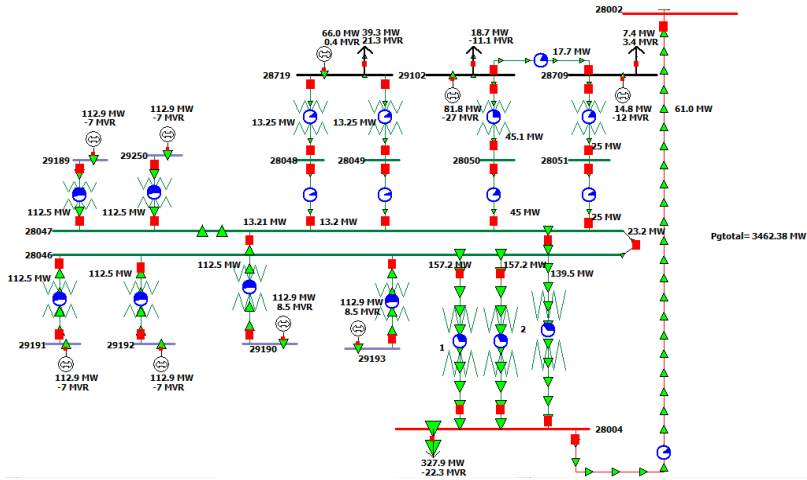 28002
66.0 MW
0.4 MVR
39.3 MW
21.3 MVR
18.7 MW
-11.1 MVR
17.7 MW
7.4 MW
3.4 MVR
28719
29102
28709
112.9 MW
-7 MVR
112.9 MW
-7 MVR
81.8 MW
-27 MVR
14.8 MW
-12 MVR
61.0 MW
13.25 MW
13.25 MW
45.1 MW
25 MW
29189
29250
28048
28049
28050
28051
112.5 MW
112.5 MW
13.21 MW
13.2 MW
45 MW
25 MW
28047
23.2 MW
Pgtotal= 3462.38 MW
28046
112.5 MW
112.5 MW
112.5 MW
157.2 MW
157.2 MW
139.5 MW
112.9 MW
8.5 MVR
112.9 MW
8.5 MVR
1
2
29191
29192
29190
29193
112.9 MW
-7 MVR
112.9 MW
-7 MVR
28004
327.9 MW
-22.3 MVR